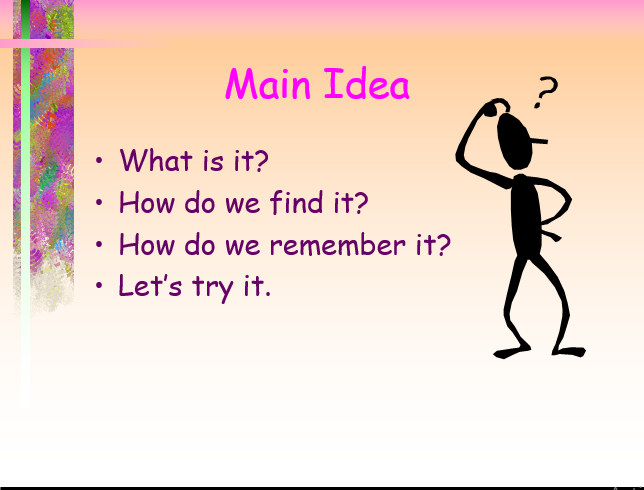 Main Idea
• What is it?
• How do we find it?
• How do we remember it?
• Let's try it.
?